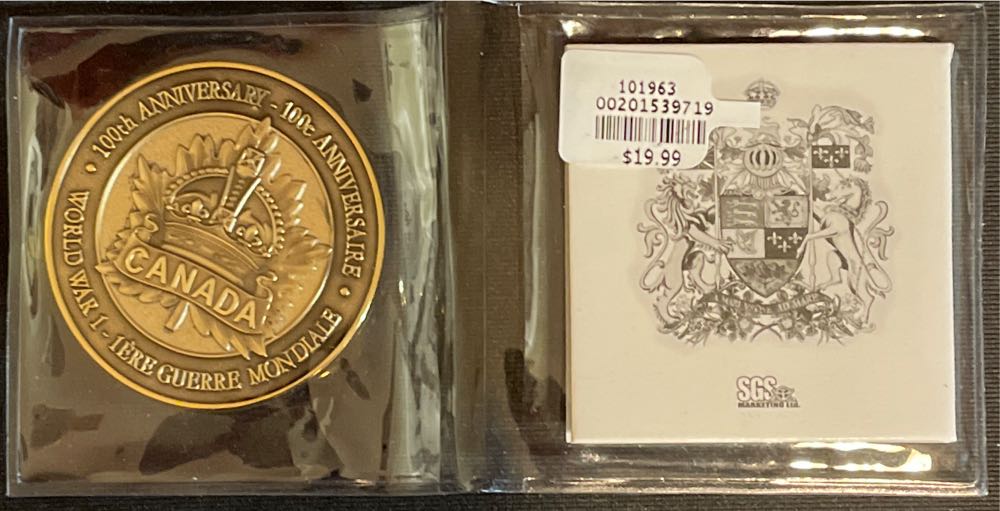 100th ANNIVERSARY - 100e ANNIVERSAIRE
WORLD WAR 1 - 1ÈRE GUERRE MONDIALE
CANADA
101963
00201539719
$19.99
SGS
MARKETING Ltd.